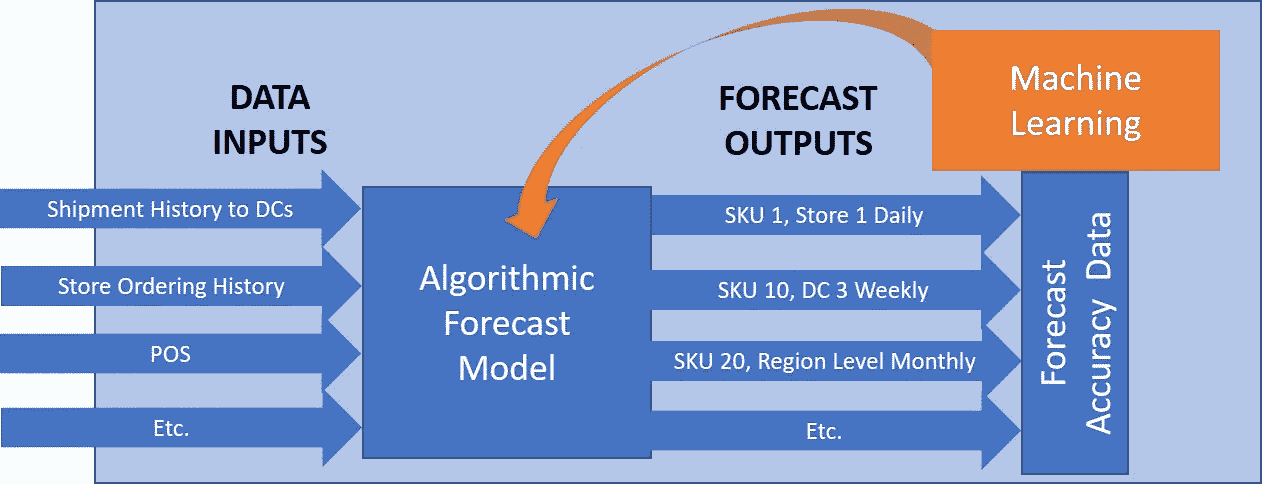 DATA
INPUTS
FORECAST
OUTPUTS
Machine
Learning
Shipment History to DCs
Store Ordering History
POS
Etc.
Algorithmic
Forecast
Model
SKU 1, Store 1 Daily
SKU 10, DC 3 Weekly
SKU 20, Region Level Monthly
Etc.
Forecast
Accuracy Data